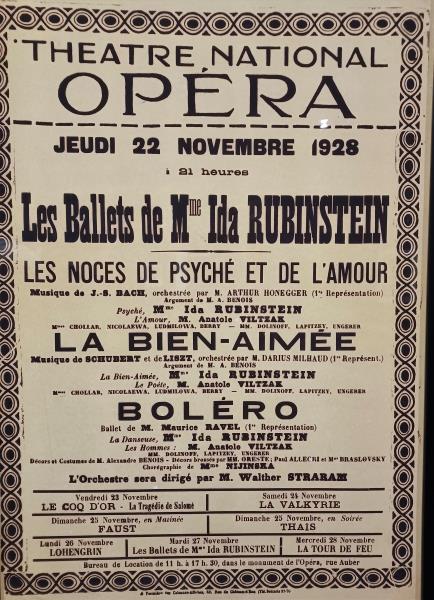 THEATRE NATIONAL
OPÉRA
JEUDI 22 NOVEMBRE 1928
à 21 heures
Les Ballets de Mme Ida RUBINSTEIN
LES NOCES DE PSYCHÉ ET DE L'AMOUR
Musique de J.-S. BACH, orchestrée par M. ARTHUR HONEGGER (1re Représentation)
Argument de M. A. BENOIS
Psyché, Mme Ida RUBINSTEIN
L'Amour, M. Anatole VILTZAK
Mmes CHOLLAR, NICOLAEWA, LUDMILOWA, BERRY — MM. DOLINOFF, LAPITZKY, UNGERER
LA BIEN-AIMÉE
Musique de SCHUBERT et de LISZT, orchestrée par M. DARIUS MILHAUD (1re Représent.)
Argument de M. A. BENOIS
La Bien-Aimée, Mme Ida RUBINSTEIN
Le Poète, M. Anatole VILTZAK
Mmes CHOLLAR, NICOLAEWA, LUDMILOWA, BERRY — MM. DOLINOFF, LAPITZKY, UNGERER
BOLÉRO
Ballet de M. Maurice RAVEL (1re Représentation)
La Danseuse, Mme Ida RUBINSTEIN
Les Hommes : M. Anatole VILTZAK
MM. DOLINOFF, LAPITZKY, UNGERER
Décors et Costumes de M. Alexandre BENOIS — Décors brossés par MM. ORESTE; Paul ALLEGRI et Mme BRASLOVSKY
Chorégraphie de Mme NIJINSKA
L'Orchestre sera dirigé par M. Walther STRARAM
Vendredi 23 Novembre
LE COQ D'OR - La Tragédie de Salomé
Samedi 24 Novembre
LA VALKYRIE
Dimanche 25 Novembre, en Matinée
FAUST
Dimanche 25 Novembre, en Soirée
THAIS
Lundi 26 Novembre
LOHENGRIN
Mardi 27 Novembre
Les Ballets de Mme Ida RUBINSTEIN
Mercredi 28 Novembre
LA TOUR DE FEU
Bureau de Location de 11 h. à 17 h. 30, dans le monument de l'Opéra, rue Auber